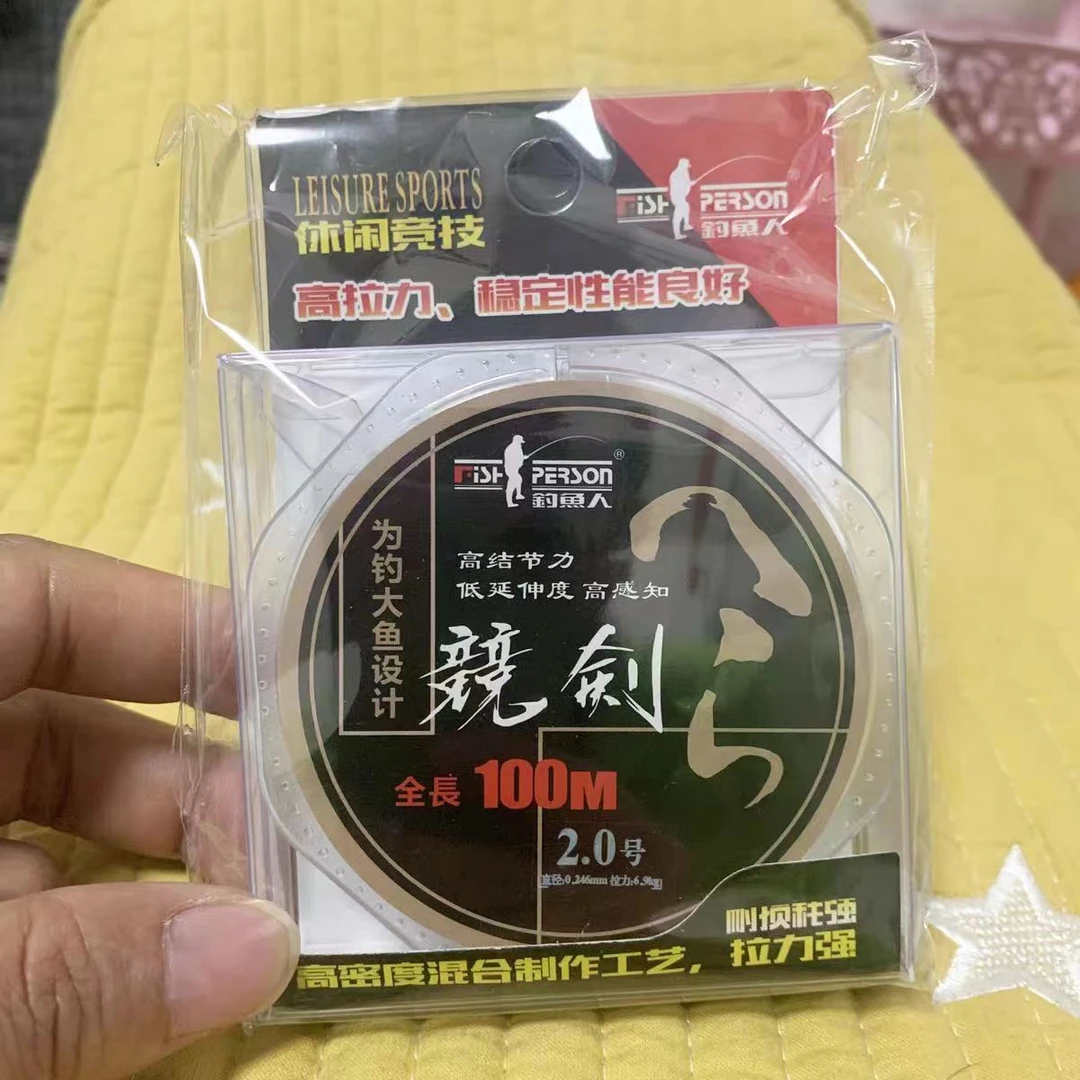 LEISURE SPORTS
休闲竞技
FiSH PERSON®
釣魚人
高拉力、稳定性能良好
FiSH PERSON®
釣魚人
へら
为钓大鱼设计
高结节力
低延伸度 高感知
競剣
全長 100M
2.0号
直径:0.246mm 拉力:6.9kg
耐损耗强
高密度混合制作工艺，拉力强